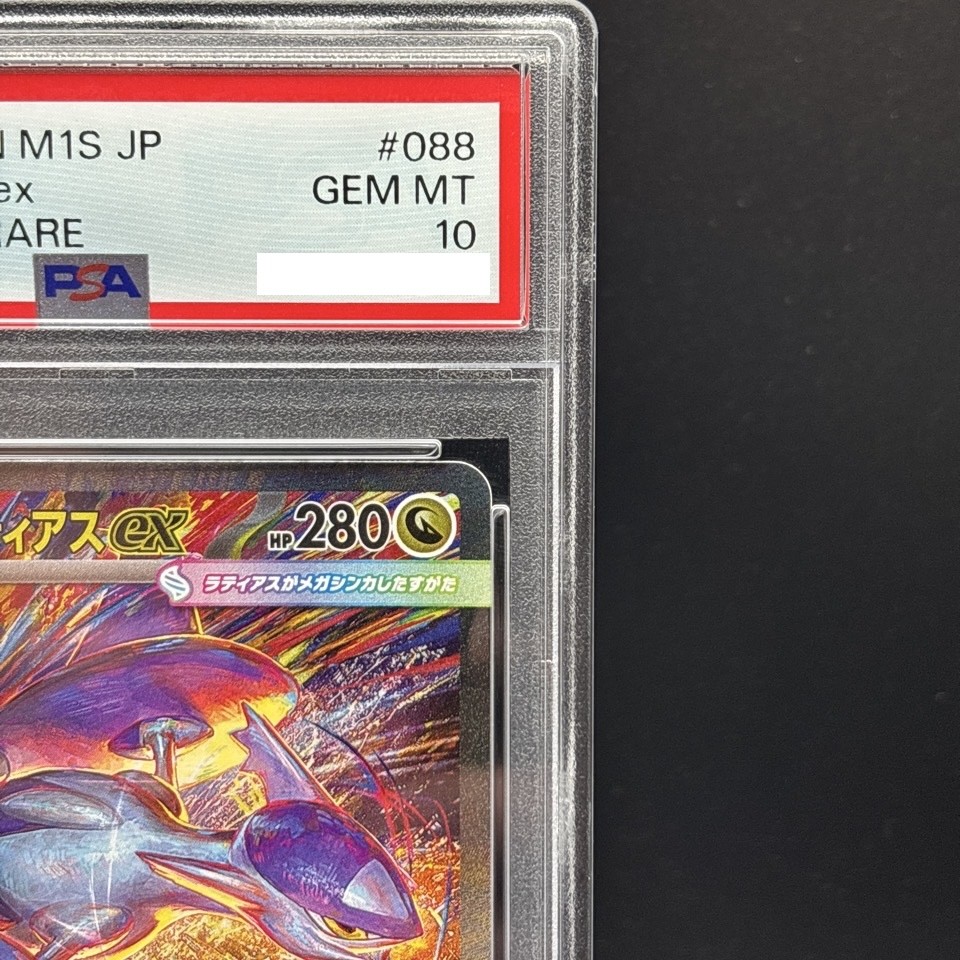 M1S JP #088
ex GEM MT
10
PSA
ィアスex HP280
ラティアスがメガシンカしたすがた